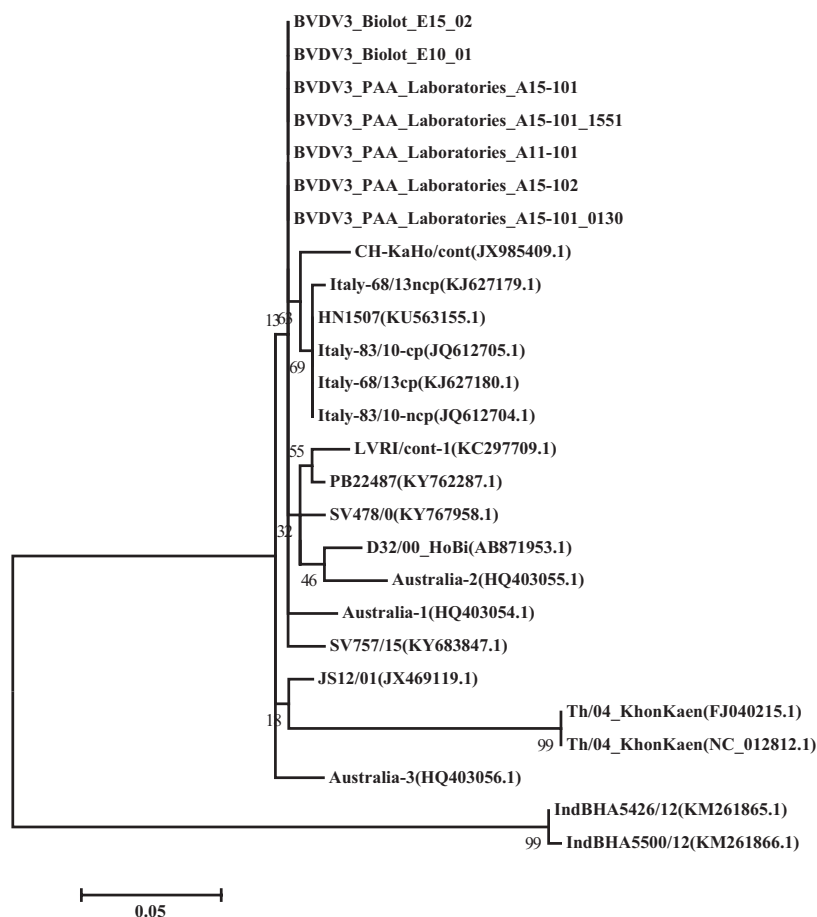 BVDV3_Biolot_E15_02
BVDV3_Biolot_E10_01
BVDV3_PAA_Laboratories_A15-101
BVDV3_PAA_Laboratories_A15-101_1551
BVDV3_PAA_Laboratories_A11-101
BVDV3_PAA_Laboratories_A15-102
BVDV3_PAA_Laboratories_A15-101_0130
CH-KaHo/cont(JX985409.1)
Italy-68/13ncp(KJ627179.1)
HN1507(KU563155.1)
13
63
Italy-83/10-cp(JQ612705.1)
69
Italy-68/13cp(KJ627180.1)
Italy-83/10-ncp(JQ612704.1)
55
LVRI/cont-1(KC297709.1)
PB22487(KY762287.1)
SV478/0(KY767958.1)
32
D32/00_HoBi(AB871953.1)
46
Australia-2(HQ403055.1)
Australia-1(HQ403054.1)
SV757/15(KY683847.1)
JS12/01(JX469119.1)
18
Th/04_KhonKaen(FJ040215.1)
99
Th/04_KhonKaen(NC_012812.1)
Australia-3(HQ403056.1)
IndBHA5426/12(KM261865.1)
99
IndBHA5500/12(KM261866.1)
0.05